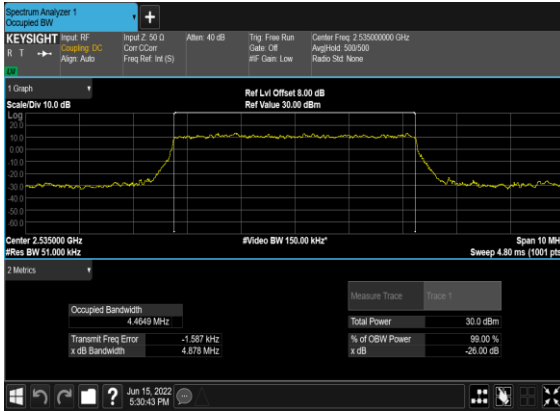 Spectrum Analyzer 1
Occupied BW
+
KEYSIGHT Input: RF Input Z: 50 Ω Atten: 40 dB Trig: Free Run Center Freq: 2.535000000 GHz
R T Coupling: DC Corr CCorr Gate: Off Avg|Hold: 500/500
Align: Auto Freq Ref: Int (S) #IF Gain: Low Radio Std: None
LXI
1 Graph Ref Lvl Offset 8.00 dB
Scale/Div 10.0 dB Ref Value 30.00 dBm
Log
20.0
10.0
0.00
-10.0
-20.0
-30.0
-40.0
-50.0
-60.0
Center 2.535000 GHz #Video BW 150.00 kHz* Span 10 MH
#Res BW 51.000 kHz Sweep 4.80 ms (1001 pts
2 Metrics
Measure Trace Trace 1
Occupied Bandwidth
4.4649 MHz Total Power 30.0 dBm
Transmit Freq Error -1.587 kHz % of OBW Power 99.00 %
x dB Bandwidth 4.878 MHz x dB -26.00 dB
? Jun 15, 2022
5:30:43 PM